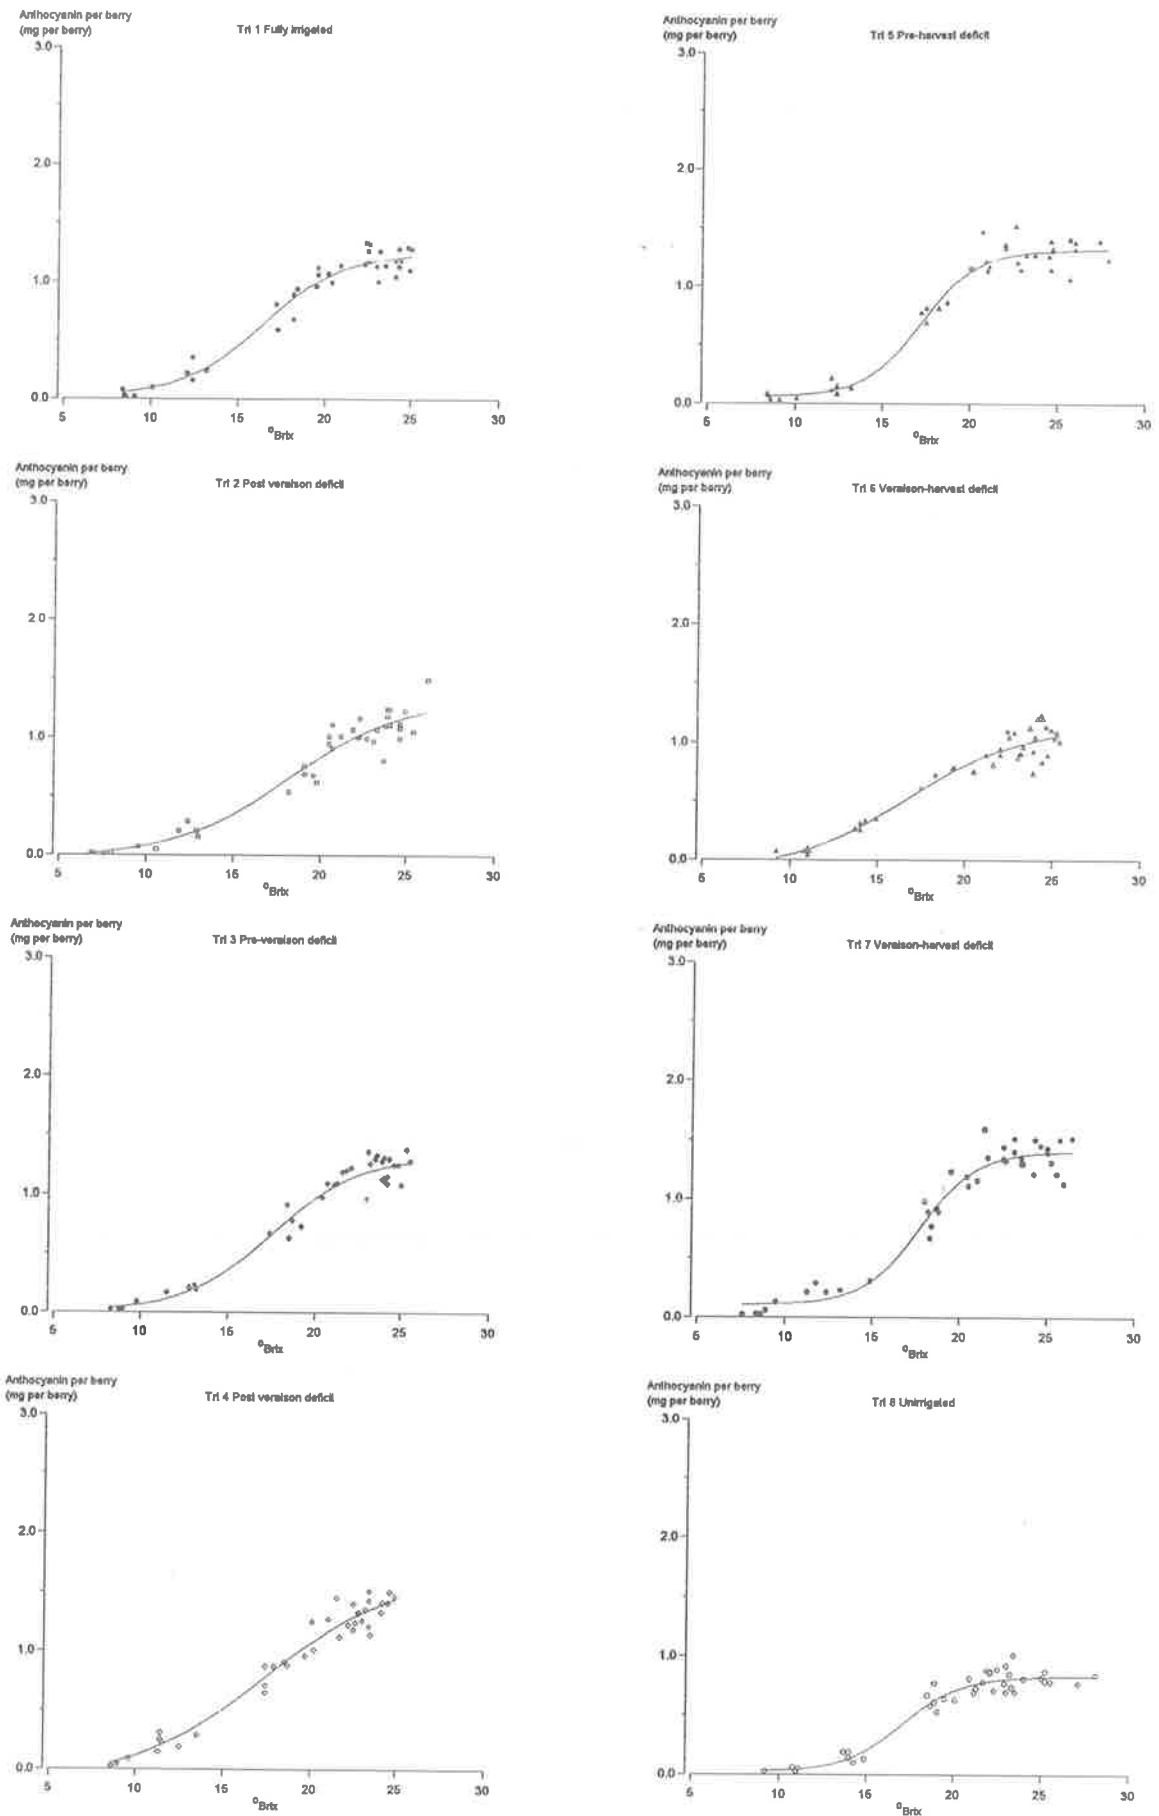 Anthocyanin per berry
(mg per berry)
Trt 1 Fully irrigated
3.0
2.0
1.0
0.0
5 10 15 20 25 30
°Brix
Anthocyanin per berry
(mg per berry)
Trt 5 Pre-harvest deficit
3.0
2.0
1.0
0.0
5 10 15 20 25 30
°Brix
Anthocyanin per berry
(mg per berry)
Trt 2 Post veraison deficit
3.0
2.0
1.0
0.0
5 10 15 20 25 30
°Brix
Anthocyanin per berry
(mg per berry)
Trt 6 Veraison-harvest deficit
3.0
2.0
1.0
0.0
5 10 15 20 25 30
°Brix
Anthocyanin per berry
(mg per berry)
Trt 3 Pre-veraison deficit
3.0
2.0
1.0
0.0
5 10 15 20 25 30
°Brix
Anthocyanin per berry
(mg per berry)
Trt 7 Veraison-harvest deficit
3.0
2.0
1.0
0.0
5 10 15 20 25 30
°Brix
Anthocyanin per berry
(mg per berry)
Trt 4 Post veraison deficit
3.0
2.0
1.0
0.0
5 10 15 20 25 30
°Brix
Anthocyanin per berry
(mg per berry)
Trt 8 Unirrigated
3.0
2.0
1.0
0.0
5 10 15 20 25 30
°Brix